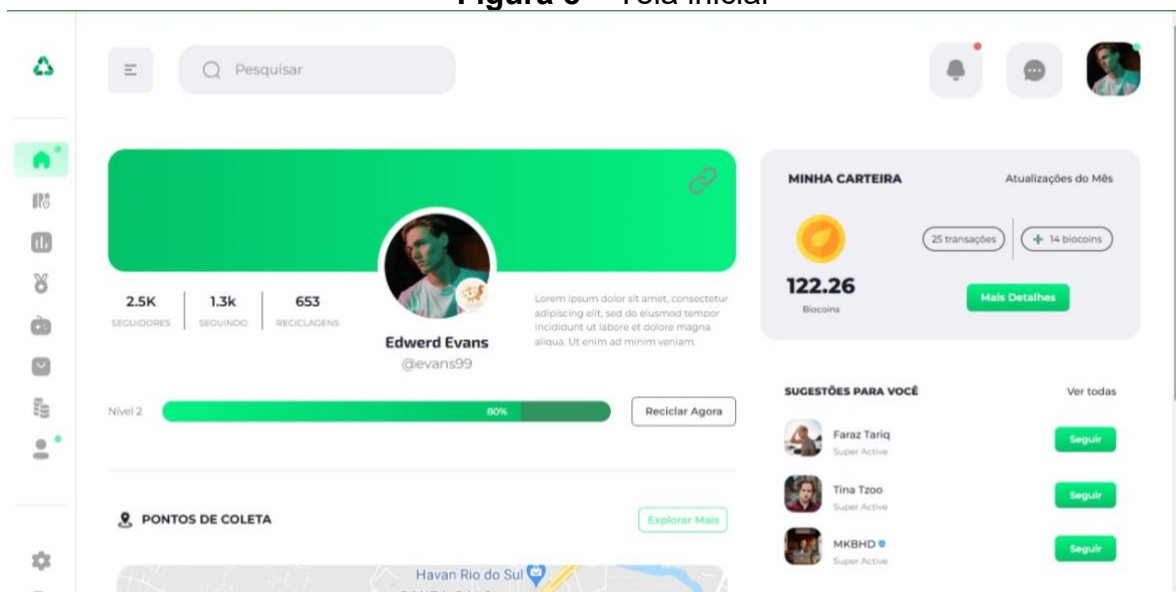 Tela inicial
Pesquisar
MINHA CARTEIRA
Atualizações do Mês
25 transações
+ 14 biocoins
122.26
Biocoins
Mais Detalhes
2.5K
SEGUIDORES
1.3k
SEGUINDO
653
RECICLAGENS
Edwerd Evans
@evans99
Lorem ipsum dolor sit amet, consectetur
adipiscing elit, sed do eiusmod tempor
incididunt ut labore et dolore magna
aliqua. Ut enim ad minim veniam.
Nível 2
80%
Reciclar Agora
SUGESTÕES PARA VOCÊ
Ver todas
Faraz Tariq
Super Active
Seguir
Tina Tzoo
Super Active
Seguir
MKBHD
Super Active
Seguir
PONTOS DE COLETA
Explorar Mais
Havan Rio do Sul